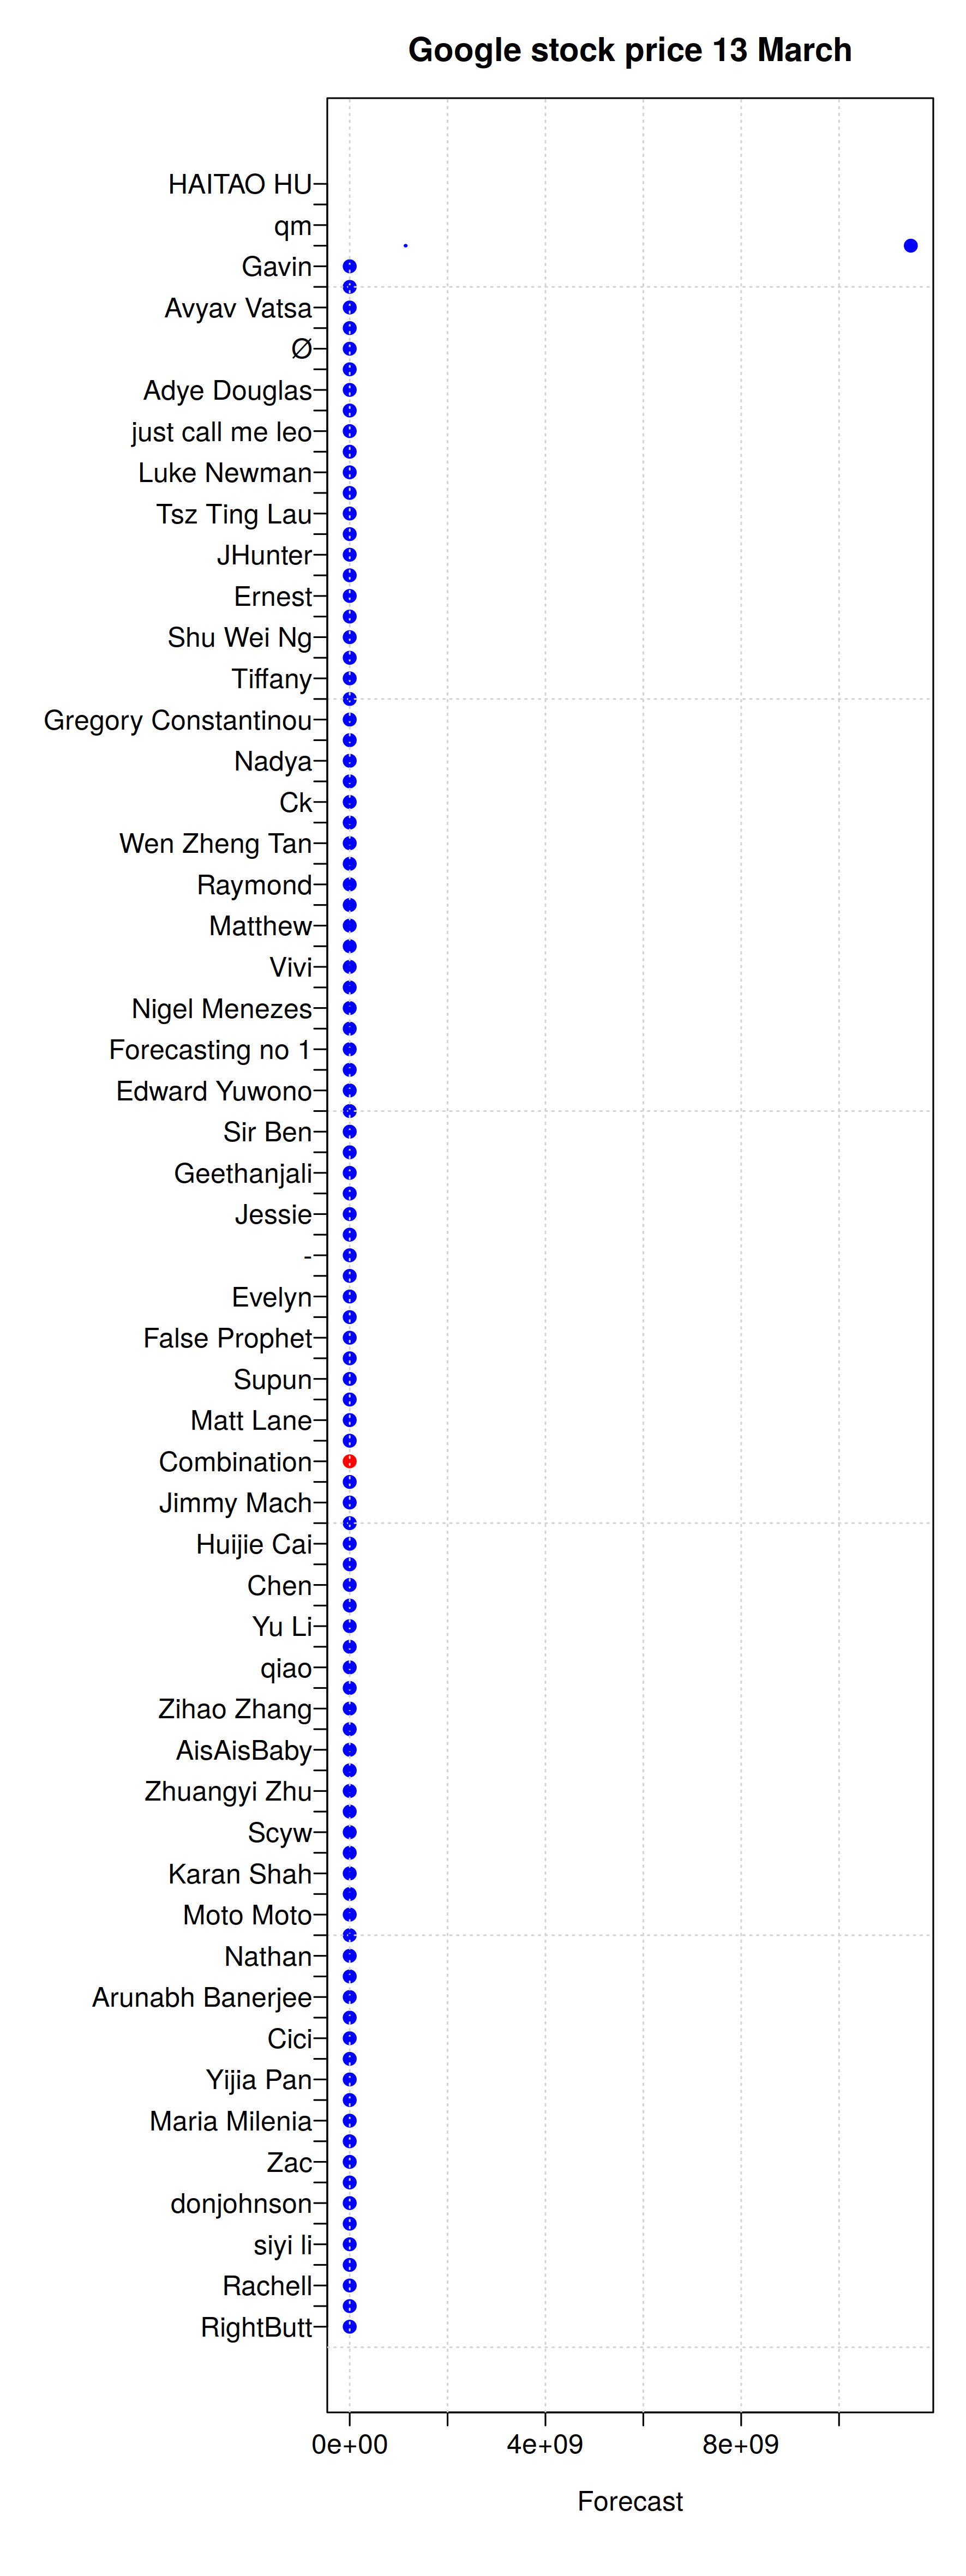 Google stock price 13 March
HAITAO HU
qm
Gavin
Avyav Vatsa
Ø
Adye Douglas
just call me leo
Luke Newman
Tsz Ting Lau
JHunter
Ernest
Shu Wei Ng
Tiffany
Gregory Constantinou
Nadya
Ck
Wen Zheng Tan
Raymond
Matthew
Vivi
Nigel Menezes
Forecasting no 1
Edward Yuwono
Sir Ben
Geethanjali
Jessie
-
Evelyn
False Prophet
Supun
Matt Lane
Combination
Jimmy Mach
Huijie Cai
Chen
Yu Li
qiao
Zihao Zhang
AisAisBaby
Zhuangyi Zhu
Scyw
Karan Shah
Moto Moto
Nathan
Arunabh Banerjee
Cici
Yijia Pan
Maria Milenia
Zac
donjohnson
siyi li
Rachell
RightButt
0e+00 4e+09 8e+09
Forecast